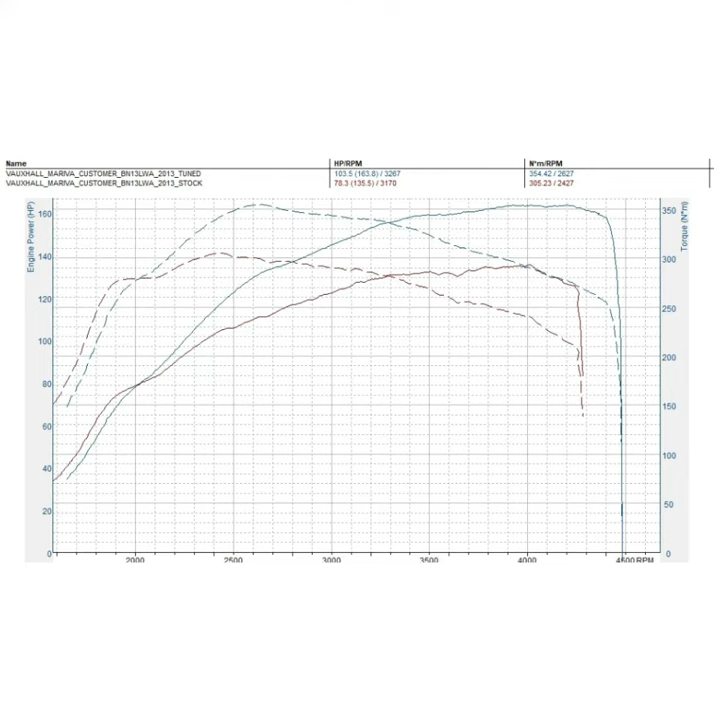 Name HP/RPM N*m/RPM
VAUXHALL_MARIVA_CUSTOMER_BN13LWA_2013_TUNED 103.5 (163.8) / 3267 354.42 / 2627
VAUXHALL_MARIVA_CUSTOMER_BN13LWA_2013_STOCK 78.3 (135.5) / 3170 305.23 / 2427
Engine Power (HP)
160
140
120
100
80
60
40
20
0
Torque (N*m)
350
300
250
200
150
100
50
0
2000 2500 3000 3500 4000 4500 RPM